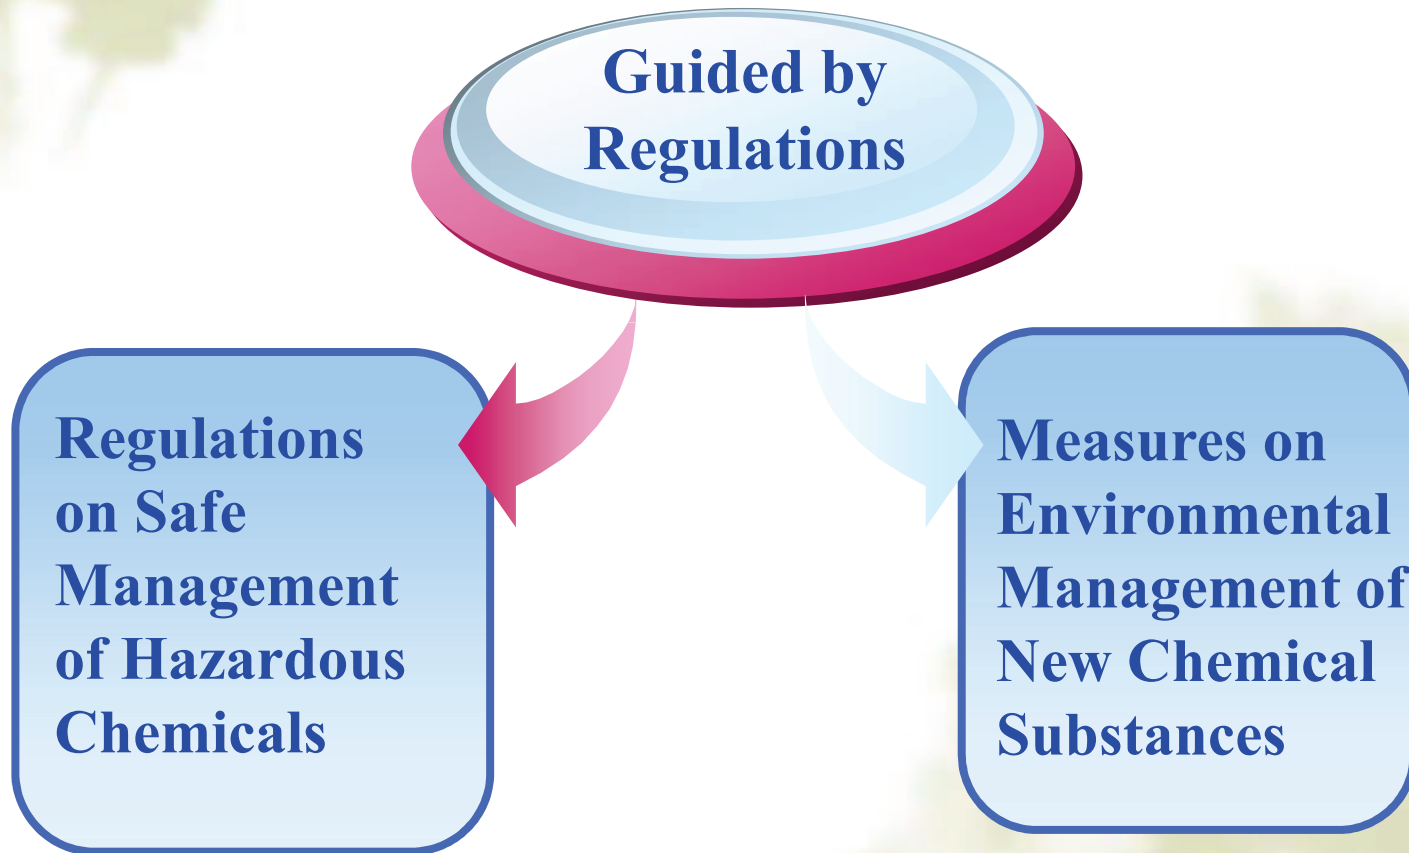 Guided by
Regulations
Regulations
on Safe
Management
of Hazardous
Chemicals
Measures on
Environmental
Management of
New Chemical
Substances